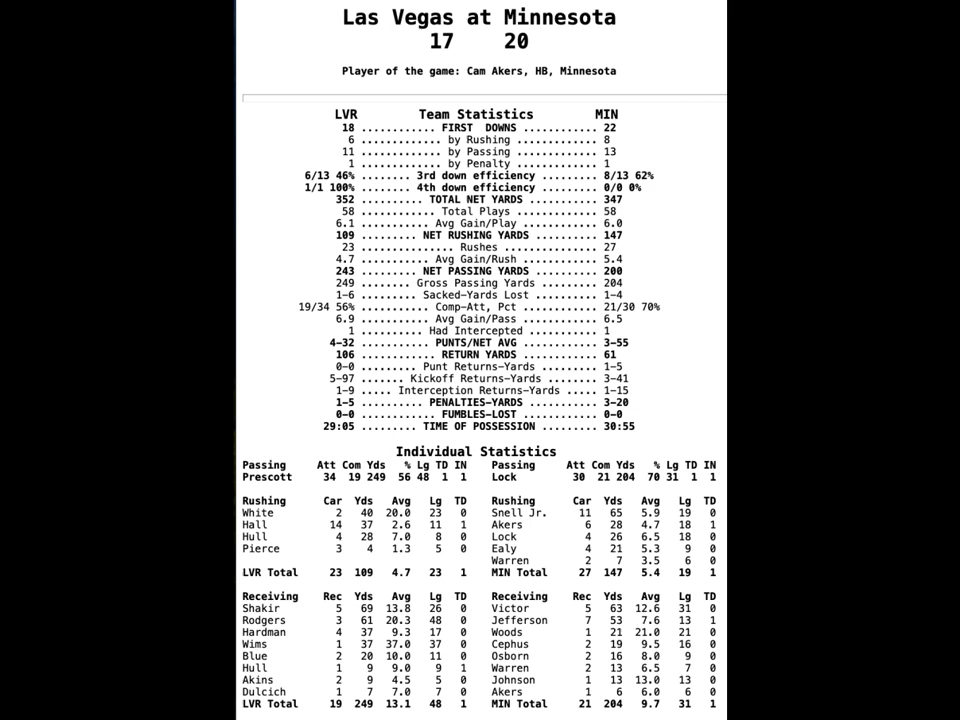 Las Vegas at Minnesota
17 20
Player of the game: Cam Akers, HB, Minnesota
LVR Team Statistics MIN
18 ............ FIRST DOWNS ............ 22
6 ............. by Rushing ............. 8
11 ............. by Passing ............. 13
1 ............. by Penalty ............. 1
6/13 46% ........ 3rd down efficiency ......... 8/13 62%
1/1 100% ........ 4th down efficiency ......... 0/0 0%
352 .......... TOTAL NET YARDS .......... 347
58 ............ Total Plays ............. 58
6.1 ........... Avg Gain/Play ........... 6.0
109 ......... NET RUSHING YARDS ......... 147
23 ............... Rushes ............... 27
4.7 ........... Avg Gain/Rush ........... 5.4
243 ......... NET PASSING YARDS ......... 200
249 ........ Gross Passing Yards ........ 204
1-6 ......... Sacked-Yards Lost ......... 1-4
19/34 56% ........... Comp-Att, Pct ........... 21/30 70%
6.9 ........... Avg Gain/Pass ........... 6.5
1 .......... Had Intercepted ........... 1
4-32 ........... PUNTS/NET AVG ........... 3-55
106 ............ RETURN YARDS ............ 61
0-0 ......... Punt Returns-Yards ........ 1-5
5-97 ....... Kickoff Returns-Yards ....... 3-41
1-9 ..... Interception Returns-Yards ..... 1-15
1-5 .......... PENALTIES-YARDS .......... 3-20
0-0 ............ FUMBLES-LOST ............ 0-0
29:05 ......... TIME OF POSSESSION ......... 30:55
Individual Statistics
Passing Att Com Yds % Lg TD IN Passing Att Com Yds % Lg TD IN
Prescott 34 19 249 56 48 1 1 Lock 30 21 204 70 31 1 1
Rushing Car Yds Avg Lg TD Rushing Car Yds Avg Lg TD
White 2 40 20.0 23 0 Snell Jr. 11 65 5.9 19 0
Hall 14 37 2.6 11 1 Akers 6 28 4.7 18 1
Hull 4 28 7.0 8 0 Lock 4 26 6.5 18 0
Pierce 3 4 1.3 5 0 Ealy 4 21 5.3 9 0
Warren 2 7 3.5 6 0
LVR Total 23 109 4.7 23 1 MIN Total 27 147 5.4 19 1
Receiving Rec Yds Avg Lg TD Receiving Rec Yds Avg Lg TD
Shakir 5 69 13.8 26 0 Victor 5 63 12.6 31 0
Rodgers 3 61 20.3 48 0 Jefferson 7 53 7.6 13 1
Hardman 4 37 9.3 17 0 Woods 1 21 21.0 21 0
Wims 1 37 37.0 37 0 Cephus 2 19 9.5 16 0
Blue 2 20 10.0 11 0 Osborn 2 16 8.0 9 0
Hull 1 9 9.0 9 1 Warren 2 13 6.5 7 0
Akins 2 9 4.5 5 0 Johnson 1 13 13.0 13 0
Dulcich 1 7 7.0 7 0 Akers 1 6 6.0 6 0
LVR Total 19 249 13.1 48 1 MIN Total 21 204 9.7 31 1